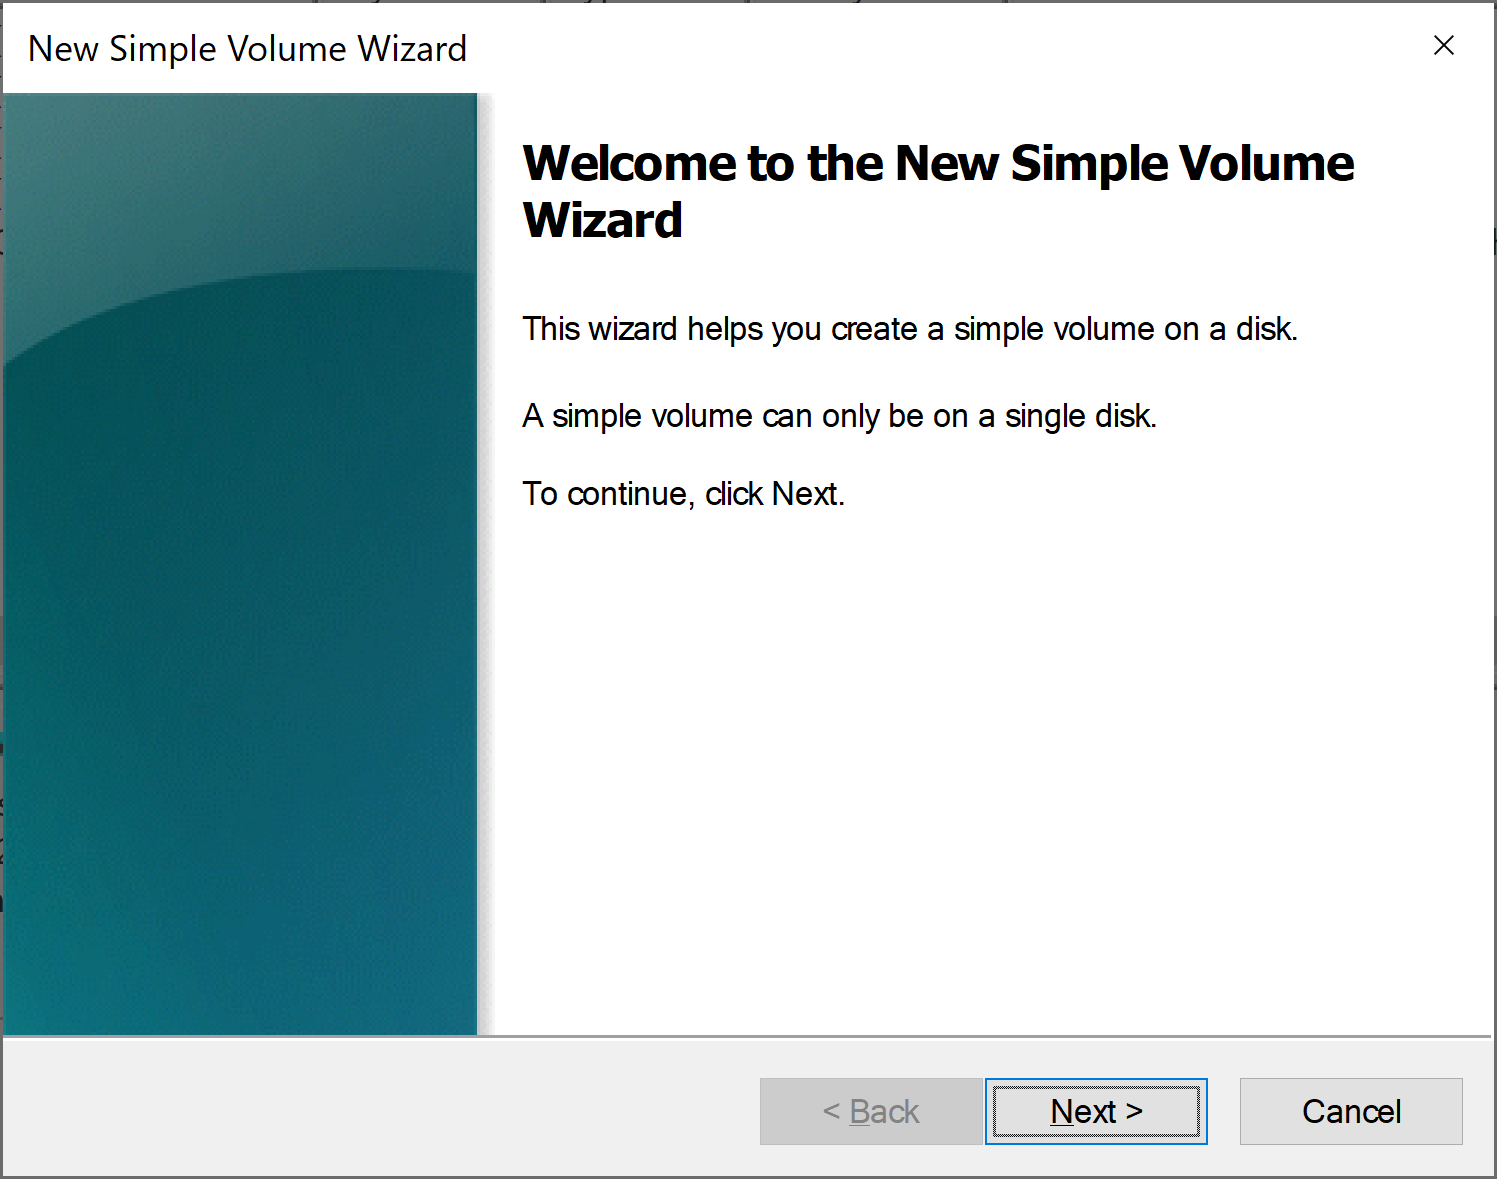 New Simple Volume Wizard
Welcome to the New Simple Volume
Wizard
This wizard helps you create a simple volume on a disk.
A simple volume can only be on a single disk.
To continue, click Next.
< Back
Next >
Cancel